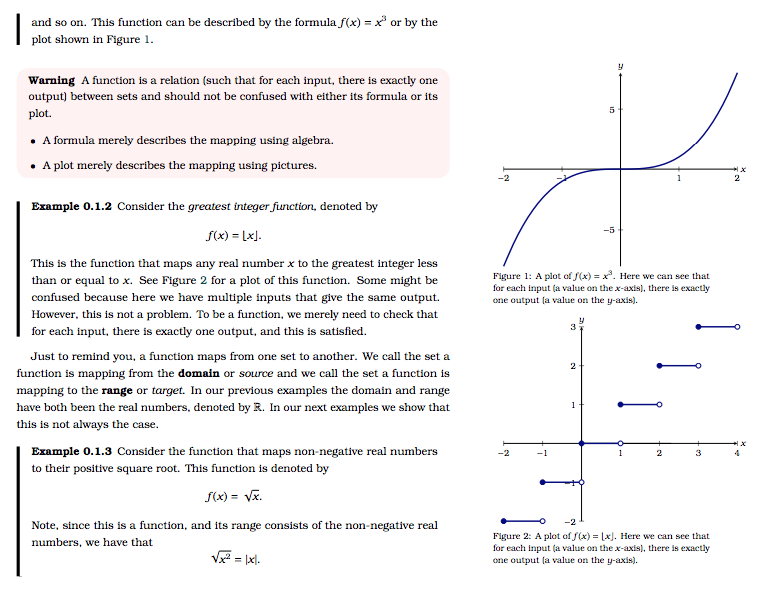 and so on. This function can be described by the formula f(x) = x³ or by the
plot shown in Figure 1.
Warning A function is a relation (such that for each input, there is exactly one
output) between sets and should not be confused with either its formula or its
plot.
• A formula merely describes the mapping using algebra.
• A plot merely describes the mapping using pictures.
Example 0.1.2 Consider the greatest integer function, denoted by
f(x) = ⌊x⌋.
This is the function that maps any real number x to the greatest integer less
than or equal to x. See Figure 2 for a plot of this function. Some might be
confused because here we have multiple inputs that give the same output.
However, this is not a problem. To be a function, we merely need to check that
for each input, there is exactly one output, and this is satisfied.
Just to remind you, a function maps from one set to another. We call the set a
function is mapping from the domain or source and we call the set a function is
mapping to the range or target. In our previous examples the domain and range
have both been the real numbers, denoted by ℝ. In our next examples we show that
this is not always the case.
Example 0.1.3 Consider the function that maps non-negative real numbers
to their positive square root. This function is denoted by
f(x) = √x.
Note, since this is a function, and its range consists of the non-negative real
numbers, we have that
√x² = |x|.
y
5
−2 −1 1 2 x
−5
Figure 1: A plot of f(x) = x³. Here we can see that
for each input (a value on the x-axis), there is exactly
one output (a value on the y-axis).
y
3
2
1
x
−2 −1 1 2 3 4
−1
−2
Figure 2: A plot of f(x) = ⌊x⌋. Here we can see that
for each input (a value on the x-axis), there is exactly
one output (a value on the y-axis).